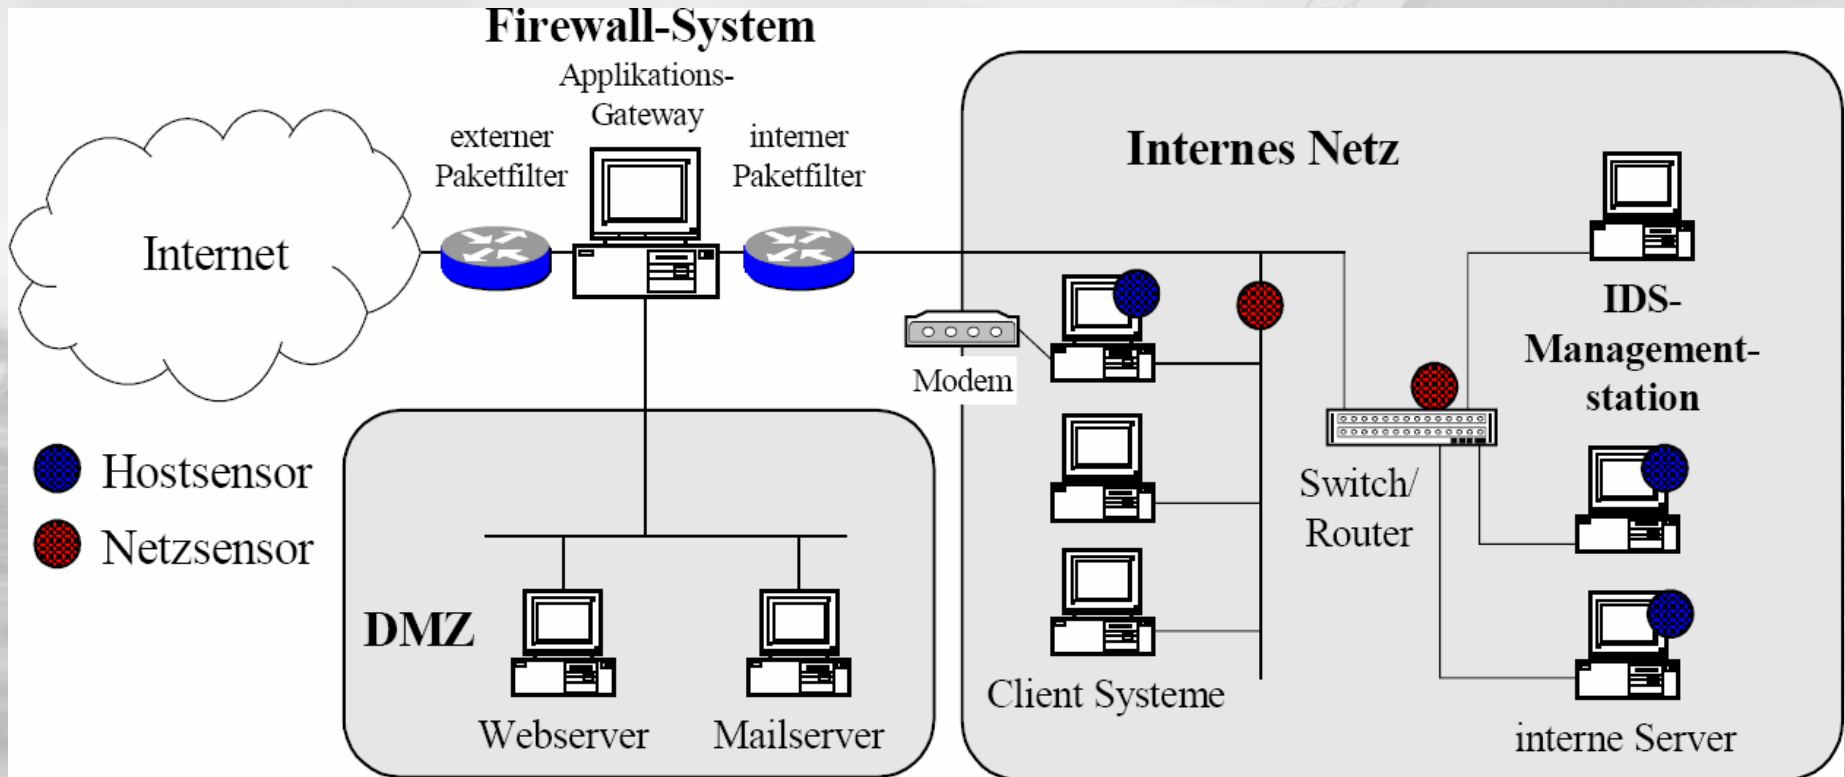 Firewall-System
Applikations-
Gateway
externer
Paketfilter
interner
Paketfilter
Internet
Internes Netz
Modem
IDS-
Management-
station
Hostsensor
Netzsensor
Switch/
Router
DMZ
Webserver
Mailserver
Client Systeme
interne Server